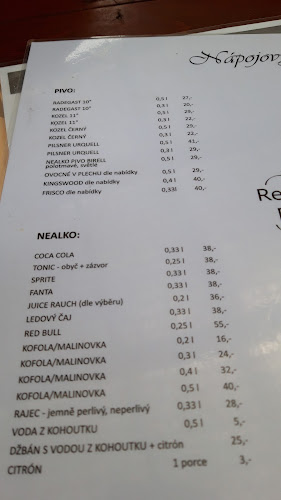 Nápojov
PIVO:
RADEGAST 10° 0,5 l 27,-
RADEGAST 10° 0,3 l 20,-
KOZEL 11° 0,5 l 29,-
KOZEL 11° 0,3 l 22,-
KOZEL ČERNÝ 0,5 l 29,-
KOZEL ČERNÝ 0,3 l 22,-
PILSNER URQUELL 0,5 l 41,-
PILSNER URQUELL 0,3 l 29,-
NEALKO PIVO BIRELL 0,5 l 29,-
polotmavé, světlé
OVOCNÉ V PLECHU dle nabídky 0,5 l 29,-
KINGSWOOD dle nabídky 0,4 l 40,-
FRISCO dle nabídky 0,33l 40,-
Re
NEALKO:
COCA COLA 0,33 l 38,-
TONIC - obyč + zázvor 0,25 l 38,-
SPRITE 0,33 l 38,-
FANTA 0,33 l 38,-
JUICE RAUCH (dle výběru) 0,2 l 36,-
LEDOVÝ ČAJ 0,33 l 38,-
RED BULL 0,25 l 55,-
KOFOLA/MALINOVKA 0,2 l 16,-
KOFOLA/MALINOVKA 0,3 l 24,-
KOFOLA/MALINOVKA 0,4 l 32,-
KOFOLA/MALINOVKA 0,5 l 40,-
RAJEC - jemně perlivý, neperlivý 0,33 l 28,-
VODA Z KOHOUTKU 0,5 l 5,-
DŽBÁN S VODOU Z KOHOUTKU + citrón 25,-
CITRÓN 1 porce 3,-